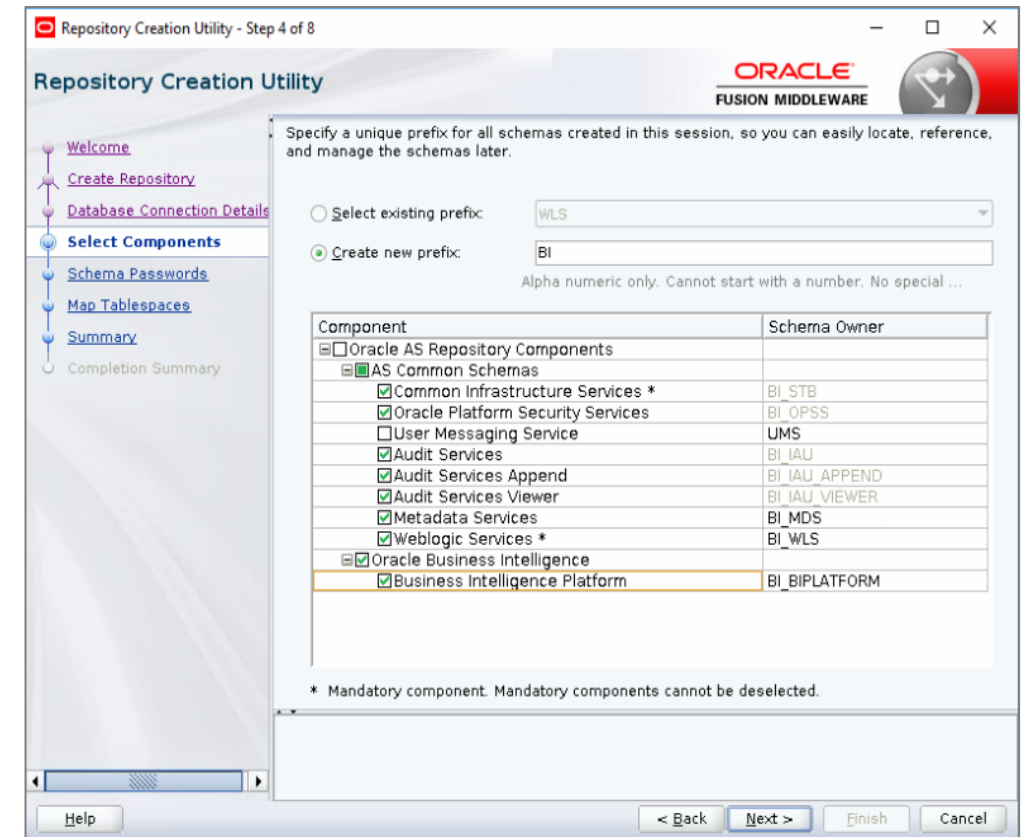 Repository Creation Utility - Step 4 of 8
Repository Creation Utility
ORACLE
FUSION MIDDLEWARE
Welcome
Create Repository
Database Connection Details
Select Components
Schema Passwords
Map Tablespaces
Summary
Completion Summary
Specify a unique prefix for all schemas created in this session, so you can easily locate, reference,
and manage the schemas later.
Select existing prefix: WLS
Create new prefix: BI
Alpha numeric only. Cannot start with a number. No special ...
Component Schema Owner
Oracle AS Repository Components
AS Common Schemas
Common Infrastructure Services * BI_STB
Oracle Platform Security Services BI_OPSS
User Messaging Service UMS
Audit Services BI_IAU
Audit Services Append BI_IAU_APPEND
Audit Services Viewer BI_IAU_VIEWER
Metadata Services BI_MDS
Weblogic Services * BI_WLS
Oracle Business Intelligence
Business Intelligence Platform BI_BIPLATFORM
* Mandatory component. Mandatory components cannot be deselected.
Help < Back Next > Finish Cancel